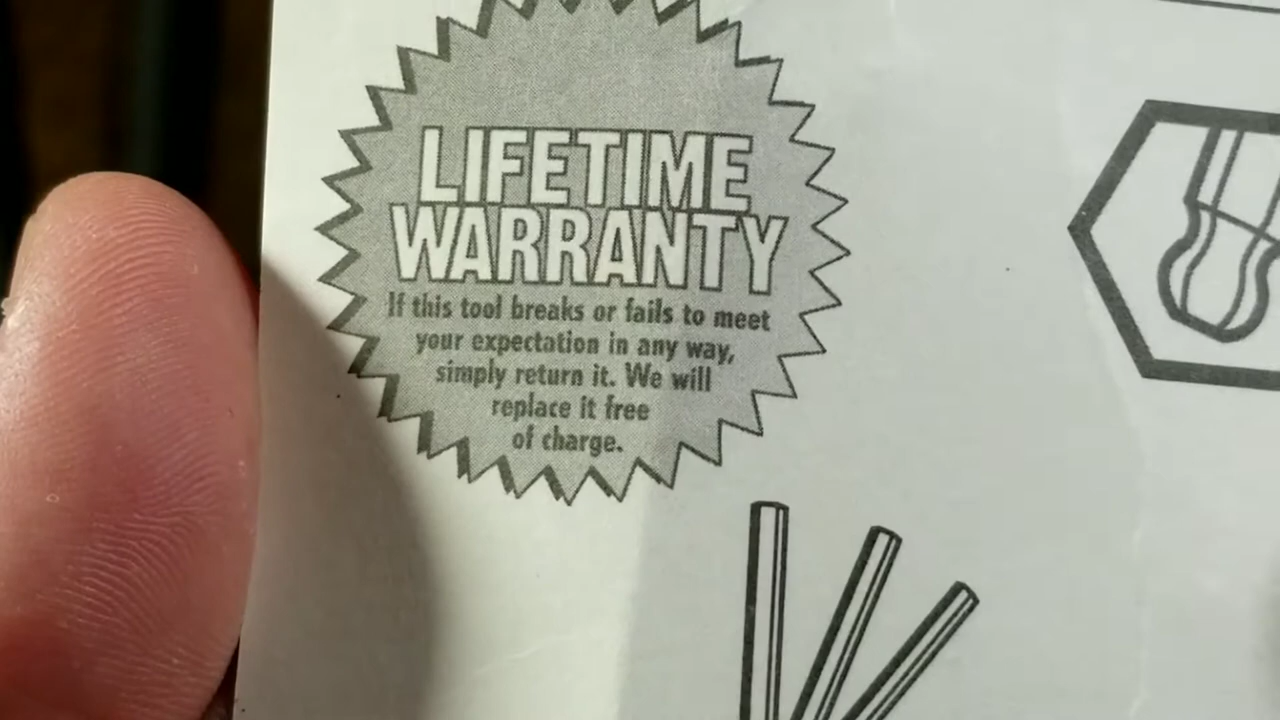 LIFETIME
WARRANTY
If this tool breaks or fails to meet
your expectation in any way,
simply return it. We will
replace it free
of charge.